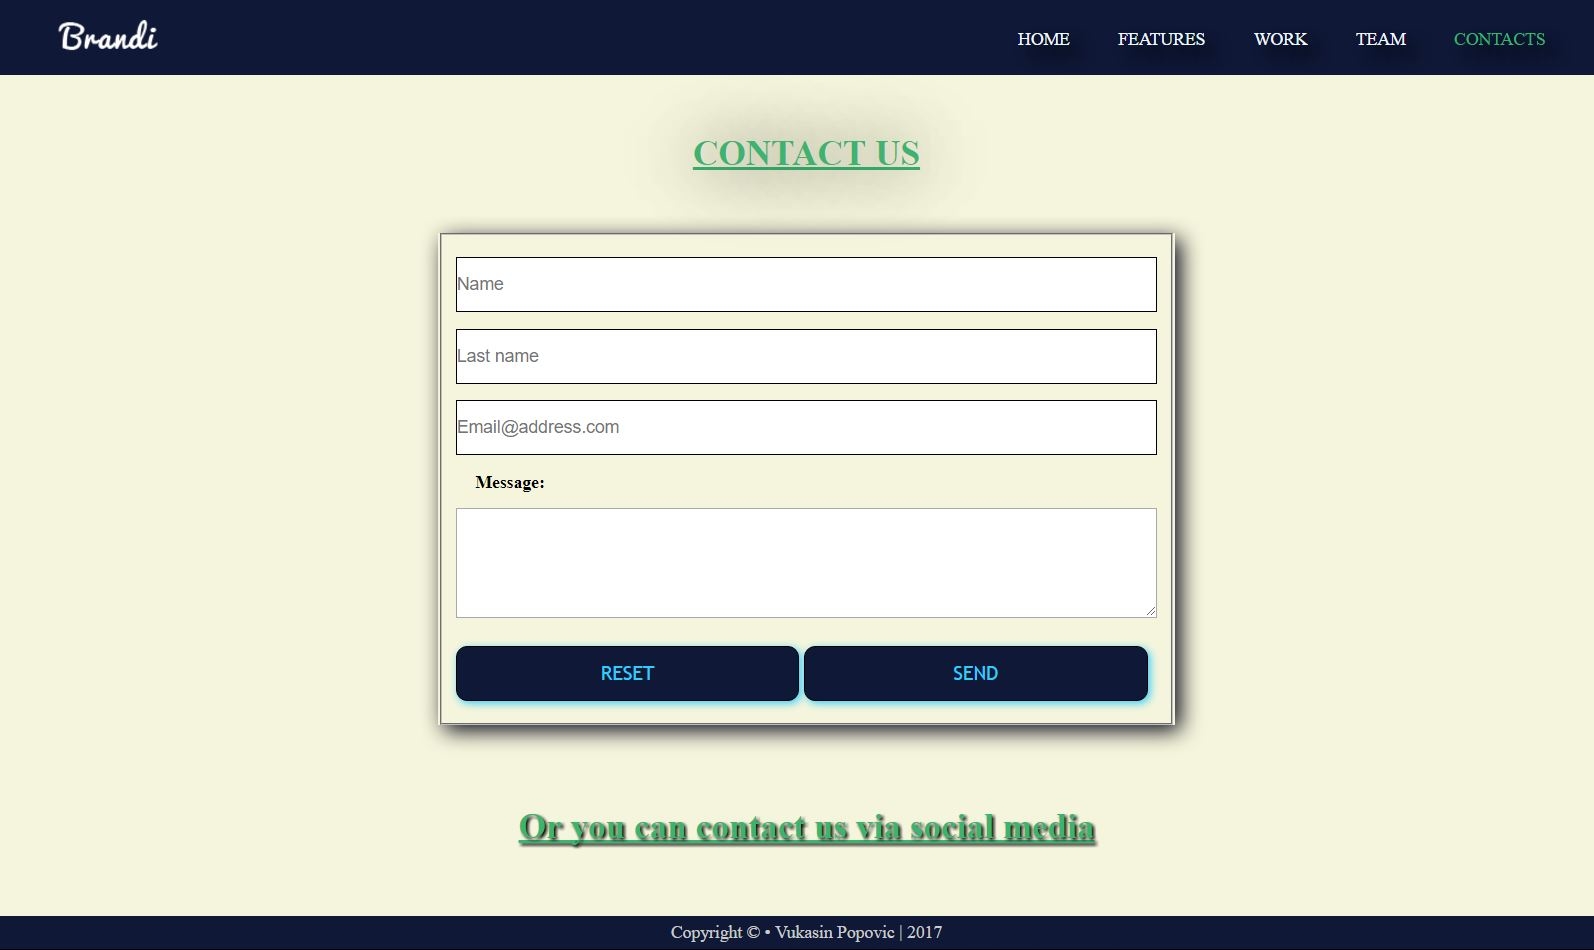 Brandi
HOME FEATURES WORK TEAM CONTACTS
CONTACT US
Name
Last name
Email@address.com
Message:
RESET SEND
Or you can contact us via social media
Copyright © • Vukasin Popovic | 2017